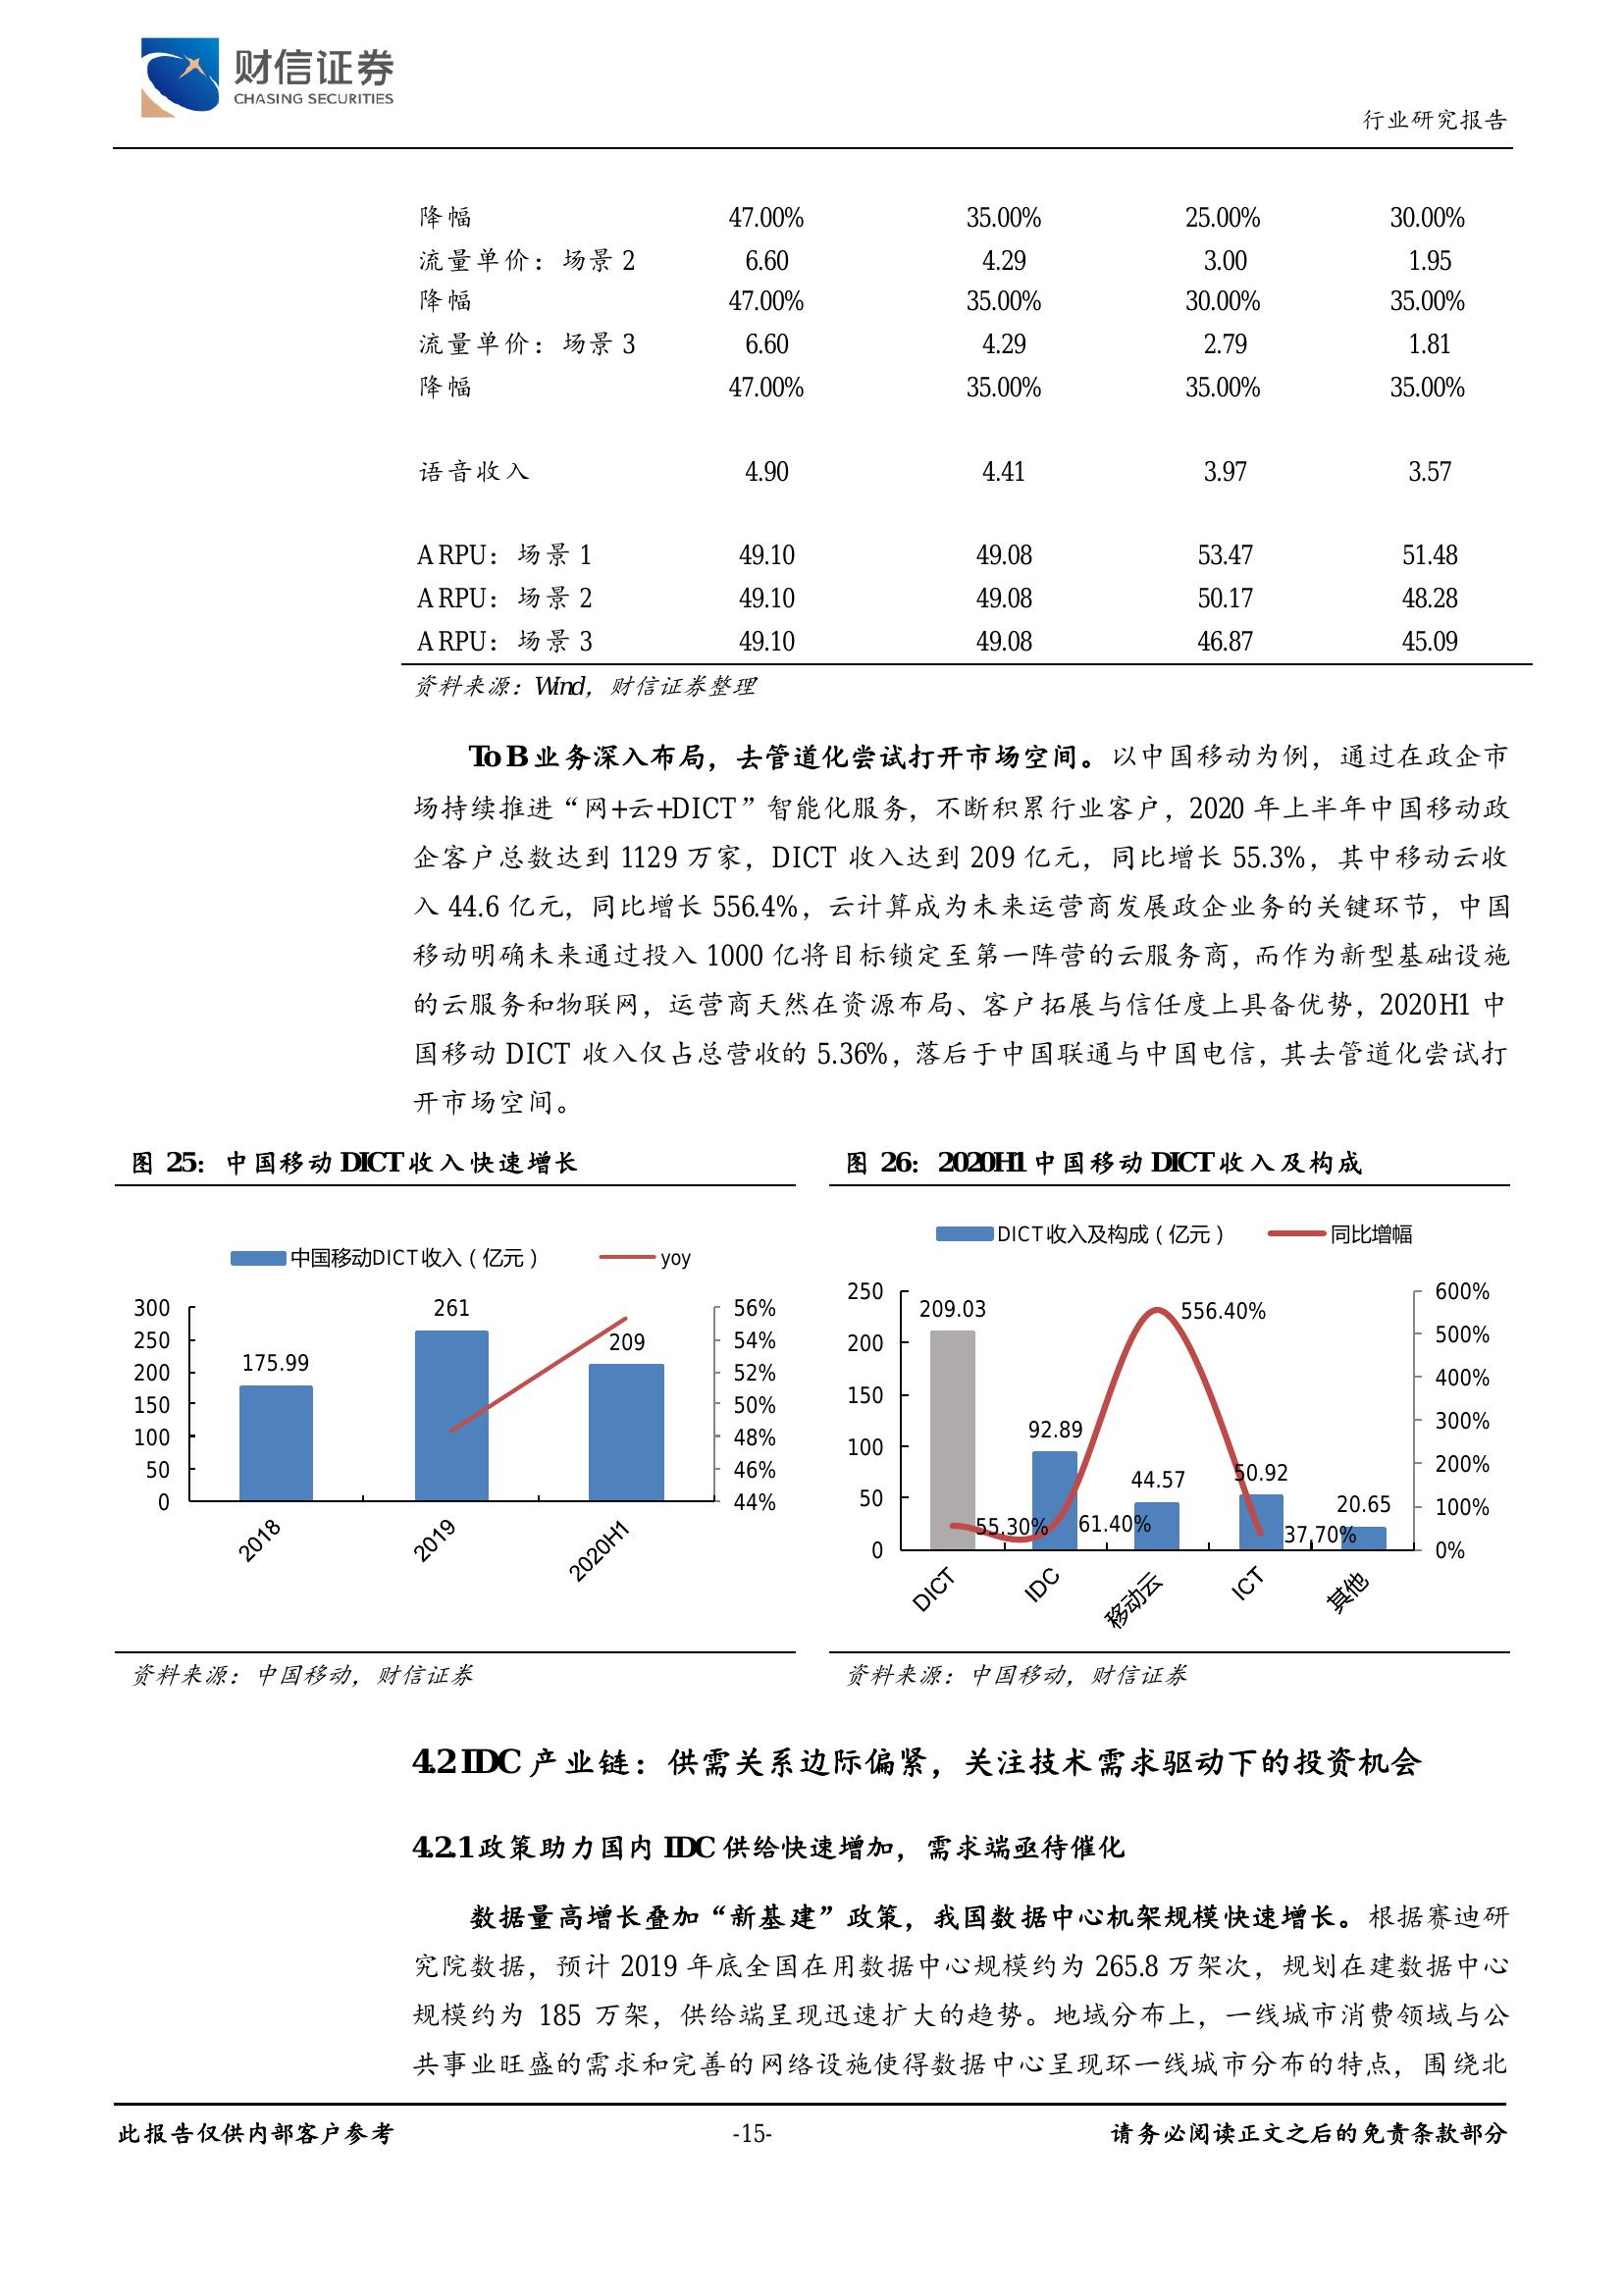 财信证券
CHASING SECURITIES
行业研究报告
降幅 47.00% 35.00% 25.00% 30.00%
流量单价：场景 2 6.60 4.29 3.00 1.95
降幅 47.00% 35.00% 30.00% 35.00%
流量单价：场景 3 6.60 4.29 2.79 1.81
降幅 47.00% 35.00% 35.00% 35.00%
语音收入 4.90 4.41 3.97 3.57
ARPU：场景 1 49.10 49.08 53.47 51.48
ARPU：场景 2 49.10 49.08 50.17 48.28
ARPU：场景 3 49.10 49.08 46.87 45.09
资料来源：Wind，财信证券整理
To B 业务深入布局，去管道化尝试打开市场空间。以中国移动为例，通过在政企市
场持续推进“网+云+DICT”智能化服务，不断积累行业客户，2020 年上半年中国移动政
企客户总数达到 1129 万家，DICT 收入达到 209 亿元，同比增长 55.3%，其中移动云收
入 44.6 亿元，同比增长 556.4%，云计算成为未来运营商发展政企业务的关键环节，中国
移动明确未来通过投入 1000 亿将目标锁定至第一阵营的云服务商，而作为新型基础设施
的云服务和物联网，运营商天然在资源布局、客户拓展与信任度上具备优势，2020H1 中
国移动 DICT 收入仅占总营收的 5.36%，落后于中国联通与中国电信，其去管道化尝试打
开市场空间。
图 25：中国移动 DICT 收入快速增长
中国移动DICT收入（亿元） yoy
300
250
200
150
100
50
0
175.99
261
209
56%
54%
52%
50%
48%
46%
44%
2018
2019
2020H1
资料来源：中国移动，财信证券
图 26：2020H1 中国移动 DICT 收入及构成
DICT收入及构成（亿元） 同比增幅
250
200
150
100
50
0
209.03
92.89
44.57
50.92
20.65
55.30%
61.40%
556.40%
37.70%
600%
500%
400%
300%
200%
100%
0%
DICT
IDC
移动云
ICT
其他
资料来源：中国移动，财信证券
4.2 IDC 产业链：供需关系边际偏紧，关注技术需求驱动下的投资机会
4.2.1 政策助力国内 IDC 供给快速增加，需求端亟待催化
数据量高增长叠加“新基建”政策，我国数据中心机架规模快速增长。根据赛迪研
究院数据，预计 2019 年底全国在用数据中心规模约为 265.8 万架次，规划在建数据中心
规模约为 185 万架，供给端呈现迅速扩大的趋势。地域分布上，一线城市消费领域与公
共事业旺盛的需求和完善的网络设施使得数据中心呈现环一线城市分布的特点，围绕北
此报告仅供内部客户参考 -15- 请务必阅读正文之后的免责条款部分